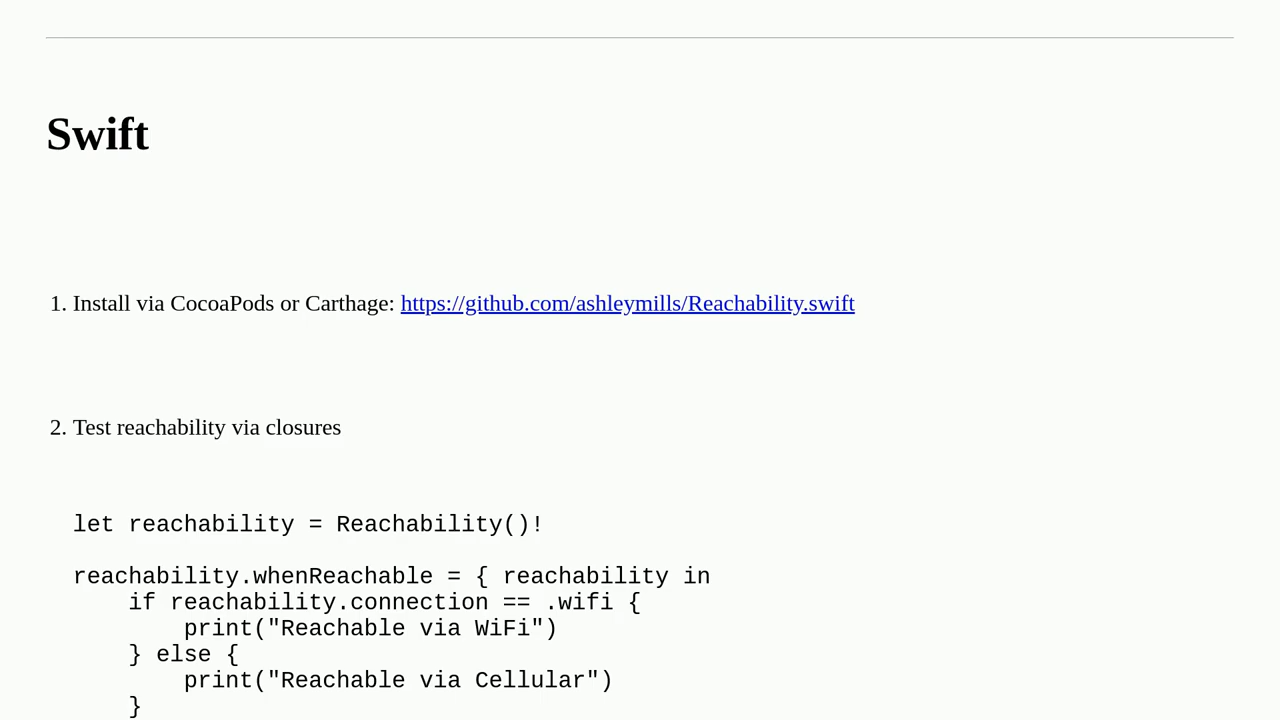 Swift
1. Install via CocoaPods or Carthage: https://github.com/ashleymills/Reachability.swift
2. Test reachability via closures
let reachability = Reachability()!
reachability.whenReachable = { reachability in
    if reachability.connection == .wifi {
        print("Reachable via WiFi")
    } else {
        print("Reachable via Cellular")
    }